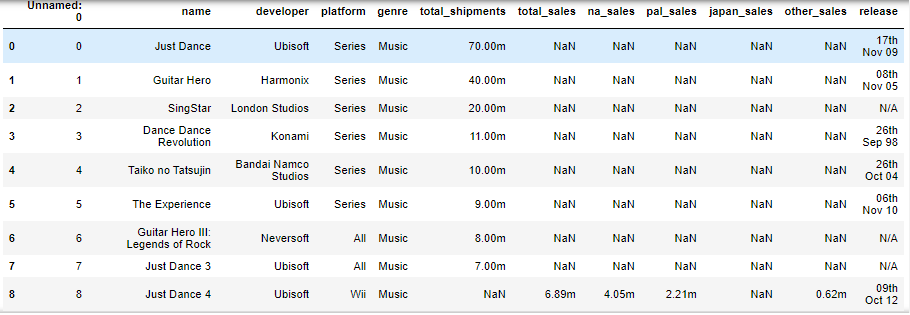 Unnamed: 0 name developer platform genre total_shipments total_sales na_sales pal_sales japan_sales other_sales release
0 0 Just Dance Ubisoft Series Music 70.00m NaN NaN NaN NaN NaN 17th Nov 09
1 1 Guitar Hero Harmonix Series Music 40.00m NaN NaN NaN NaN NaN 08th Nov 05
2 2 SingStar London Studios Series Music 20.00m NaN NaN NaN NaN NaN N/A
3 3 Dance Dance Revolution Konami Series Music 11.00m NaN NaN NaN NaN NaN 26th Sep 98
4 4 Taiko no Tatsujin Bandai Namco Studios Series Music 10.00m NaN NaN NaN NaN NaN 26th Oct 04
5 5 The Experience Ubisoft Series Music 9.00m NaN NaN NaN NaN NaN 06th Nov 10
6 6 Guitar Hero III: Legends of Rock Neversoft All Music 8.00m NaN NaN NaN NaN NaN N/A
7 7 Just Dance 3 Ubisoft All Music 7.00m NaN NaN NaN NaN NaN N/A
8 8 Just Dance 4 Ubisoft Wii Music NaN 6.89m 4.05m 2.21m NaN 0.62m 09th Oct 12